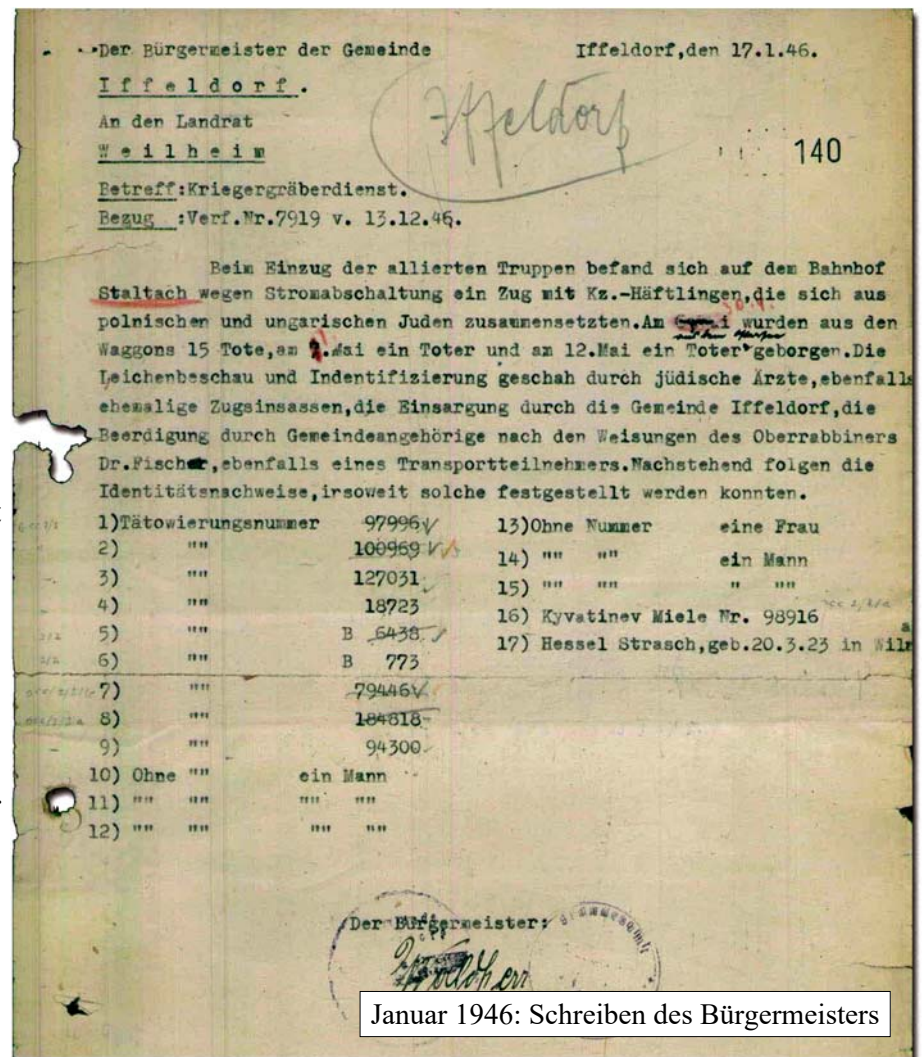 Der Bürgermeister der Gemeinde Iffeldorf,den 17.1.46.
Iffeldorf.
Iffeldorf
An den Landrat
Weilheim
140
Betreff:Kriegergräberdienst.
Bezug :Verf.Nr.7919 v. 13.12.46.
Beim Einzug der allierten Truppen befand sich auf dem Bahnhof
Staltach wegen Stromabschaltung ein Zug mit Kz.-Häftlingen,die sich aus
polnischen und ungarischen Juden zusammensetzten.Am 30.4. wurden aus den
Waggons 15 Tote,am .Mai ein Toter und am 12.Mai ein Toter geborgen.Die
Leichenbeschau und Indentifizierung geschah durch jüdische Ärzte,ebenfalls
ehemalige Zugsinsassen,die Einsargung durch die Gemeinde Iffeldorf,die
Beerdigung durch Gemeindeangehörige nach den Weisungen des Oberrabbiners
Dr.Fischer,ebenfalls eines Transportteilnehmers.Nachstehend folgen die
Identitätsnachweise,insoweit solche festgestellt werden konnten.
1)Tätowierungsnummer 97996
2) "" 100969
3) "" 127031
4) "" 18723
5) "" B 6438
6) "" B 773
7) "" 79446
8) "" 184818
9) "" 94300
10) Ohne "" ein Mann
11) "" "" "" ""
12) "" "" "" ""
13)Ohne Nummer eine Frau
14) "" "" ein Mann
15) "" "" " ""
16) Kyvatinev Miele Nr. 98916
17) Hessel Strasch,geb.20.3.23 in Wiln
Der Bürgermeister:
Januar 1946: Schreiben des Bürgermeisters